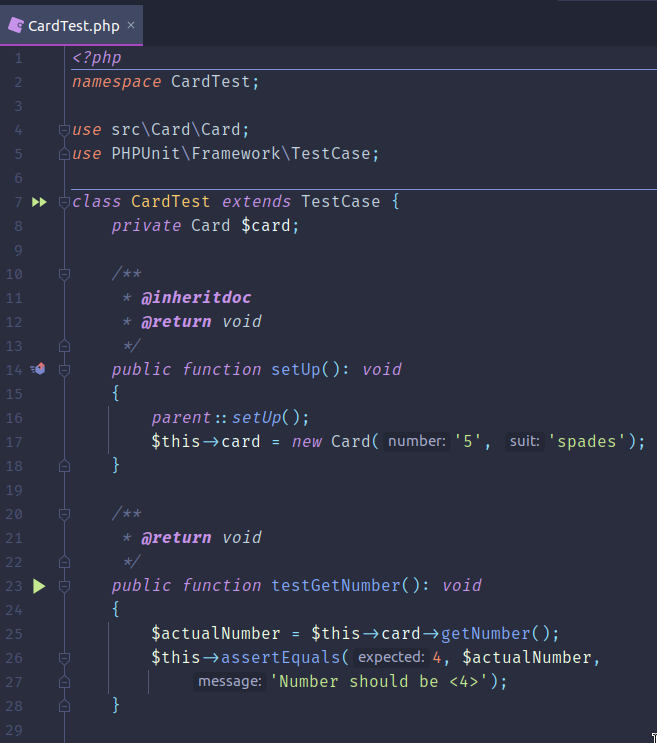 CardTest.php ×
1 <?php
2 namespace CardTest;
3
4 use src\Card\Card;
5 use PHPUnit\Framework\TestCase;
6
7 class CardTest extends TestCase {
8 private Card $card;
9
10 /**
11 * @inheritdoc
12 * @return void
13 */
14 public function setUp(): void
15 {
16 parent::setUp();
17 $this->card = new Card( number: '5', suit: 'spades');
18 }
19
20 /**
21 * @return void
22 */
23 public function testGetNumber(): void
24 {
25 $actualNumber = $this->card->getNumber();
26 $this->assertEquals( expected: 4, $actualNumber,
27 message: 'Number should be <4>');
28 }
29